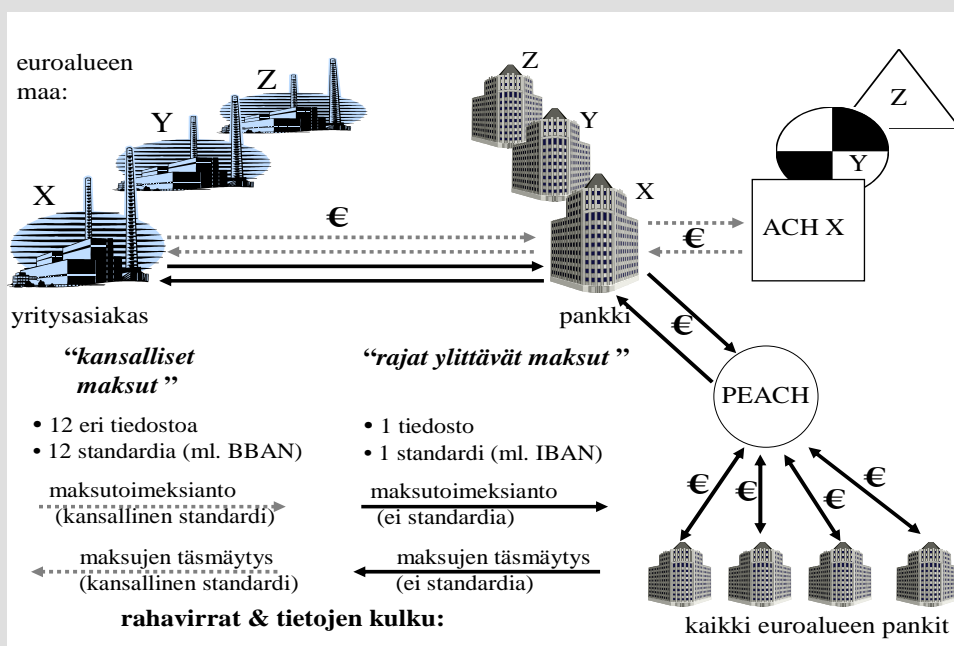 euroalueen
maa:
Z
Y
X
Z
Y
X
Z
Y
ACH X
€
€
yritysasiakas
pankki
€
“kansalliset
maksut ”
“rajat ylittävät maksut ”
PEACH
• 12 eri tiedostoa
• 12 standardia (ml. BBAN)
• 1 tiedosto
• 1 standardi (ml. IBAN)
maksutoimeksianto
(kansallinen standardi)
maksutoimeksianto
(ei standardia)
€
€
€
€
maksujen täsmäytys
(kansallinen standardi)
maksujen täsmäytys
(ei standardia)
rahavirrat & tietojen kulku:
kaikki euroalueen pankit